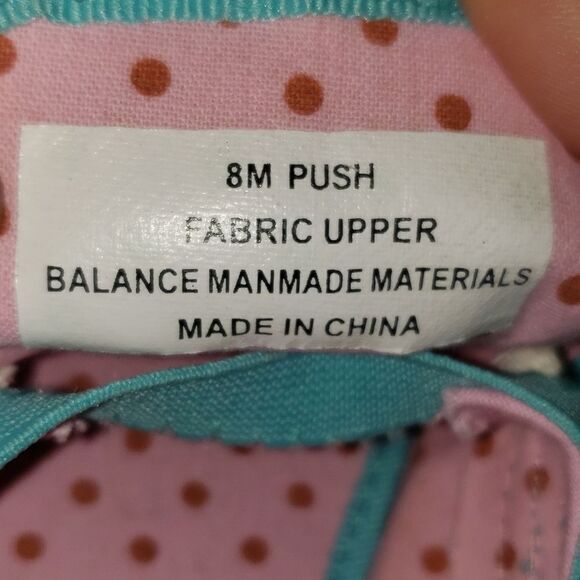 8M PUSH
FABRIC UPPER
BALANCE MANMADE MATERIALS
MADE IN CHINA